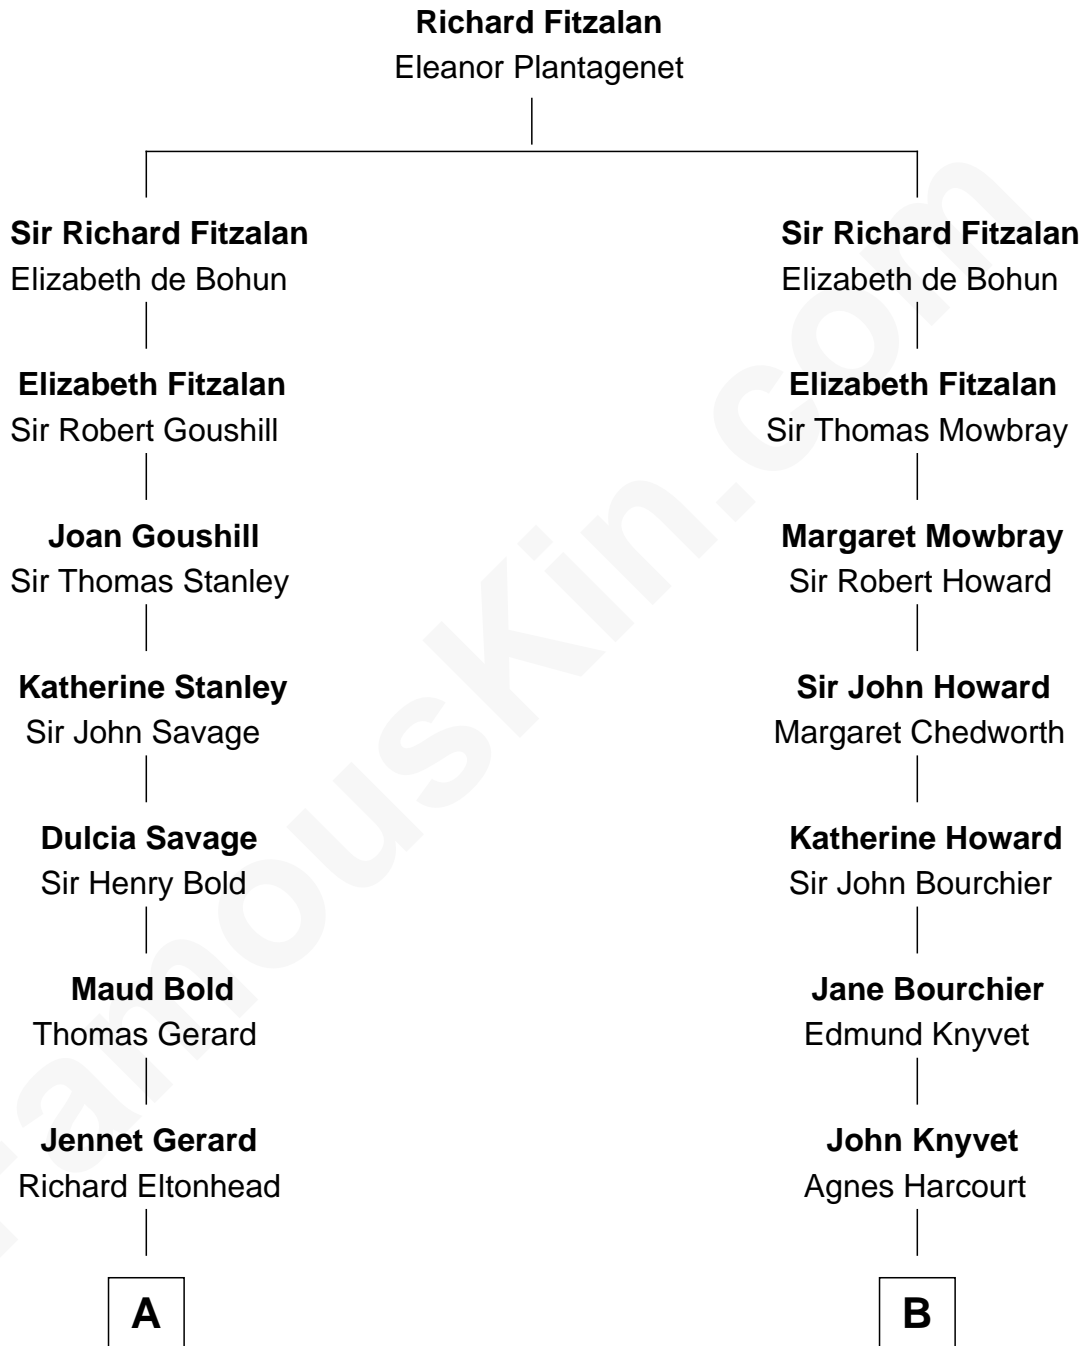 Richard Fitzalan
Eleanor Plantagenet
Sir Richard Fitzalan
Elizabeth de Bohun
Elizabeth Fitzalan
Sir Robert Goushill
Joan Goushill
Sir Thomas Stanley
Katherine Stanley
Sir John Savage
Dulcia Savage
Sir Henry Bold
Maud Bold
Thomas Gerard
Jennet Gerard
Richard Eltonhead
A
Sir Richard Fitzalan
Elizabeth de Bohun
Elizabeth Fitzalan
Sir Thomas Mowbray
Margaret Mowbray
Sir Robert Howard
Sir John Howard
Margaret Chedworth
Katherine Howard
Sir John Bourchier
Jane Bourchier
Edmund Knyvet
John Knyvet
Agnes Harcourt
B
FamousKin.com